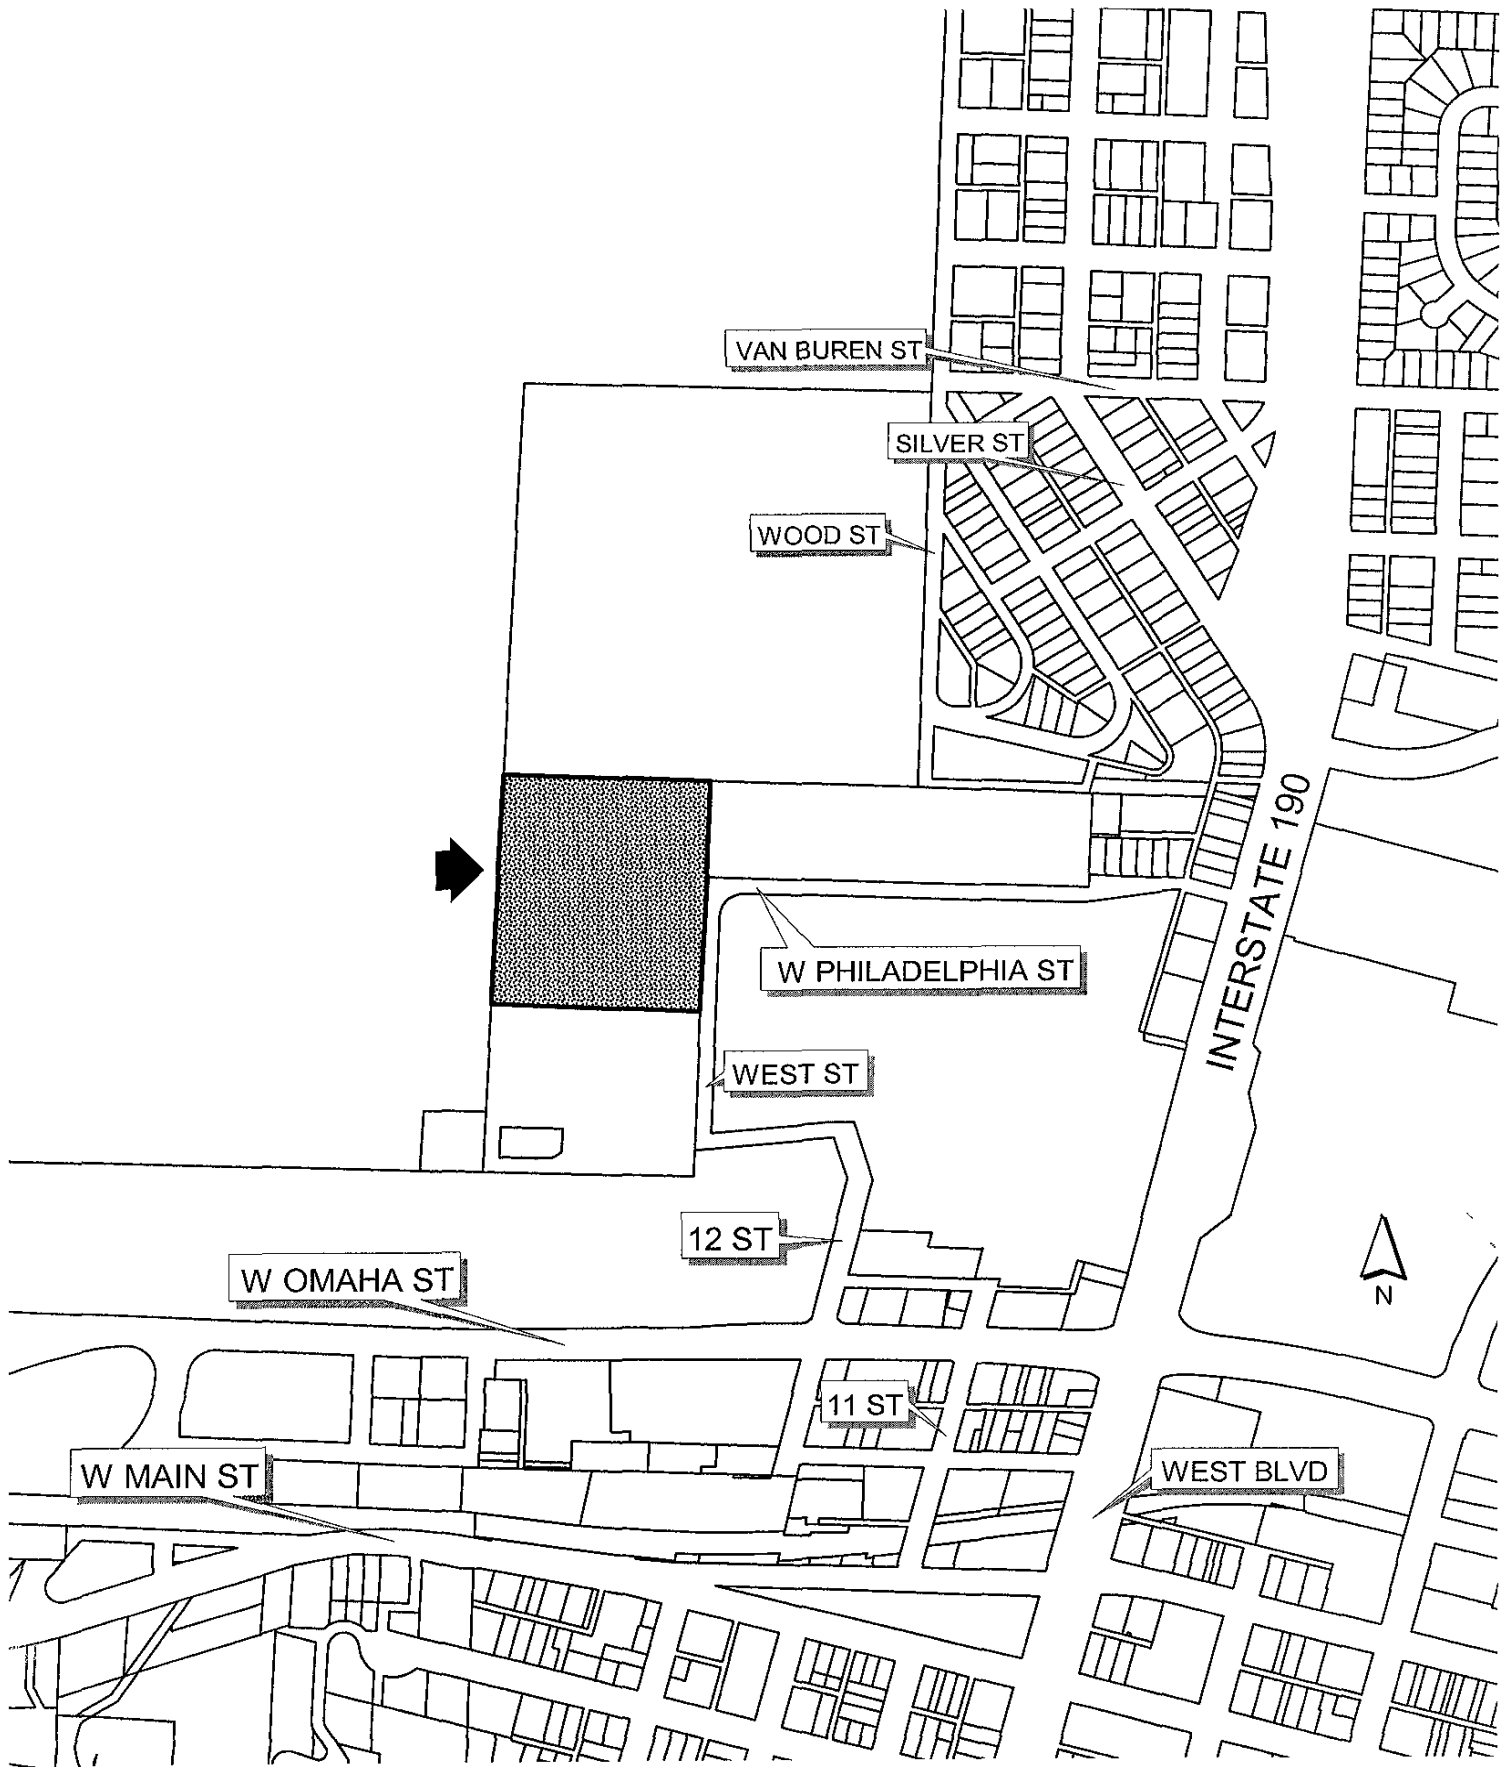 VAN BUREN ST
SILVER ST
WOOD ST
INTERSTATE 190
W PHILADELPHIA ST
WEST ST
12 ST
W OMAHA ST
N
11 ST
W MAIN ST
WEST BLVD